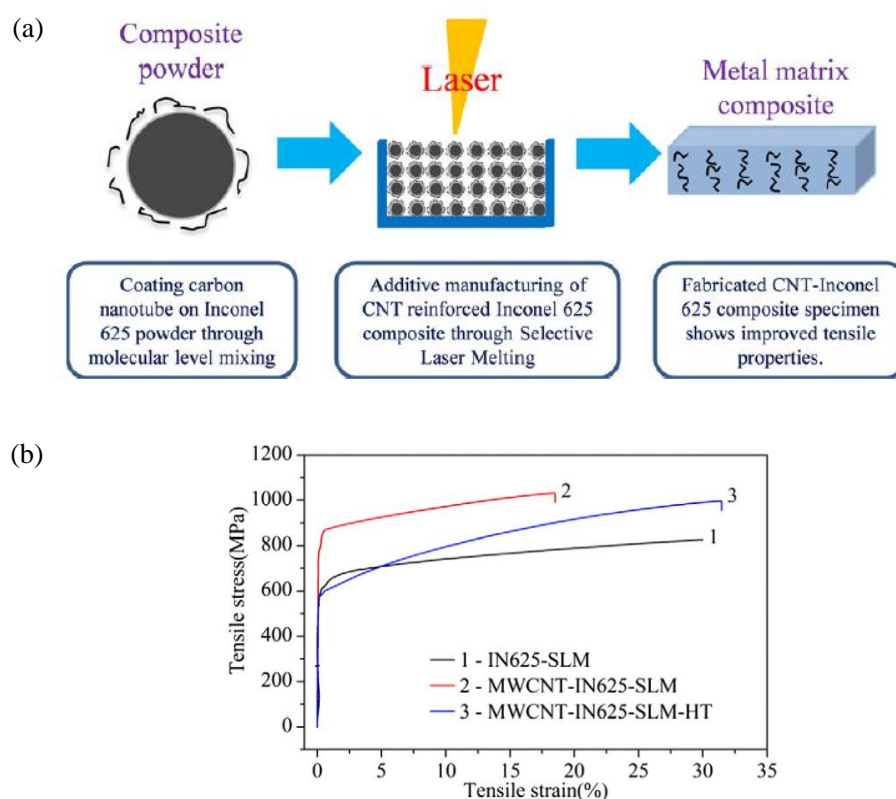 (a)
Composite
powder
Laser
Metal matrix
composite
Coating carbon
nanotube on Inconel
625 powder through
molecular level mixing
Additive manufacturing of
CNT reinforced Inconel 625
composite through Selective
Laser Melting
Fabricated CNT-Inconel
625 composite specimen
shows improved tensile
properties.
(b)
Tensile stress(MPa)
1200
1000
800
600
400
200
0
2
3
1
1 - IN625-SLM
2 - MWCNT-IN625-SLM
3 - MWCNT-IN625-SLM-HT
0 5 10 15 20 25 30 35
Tensile strain(%)